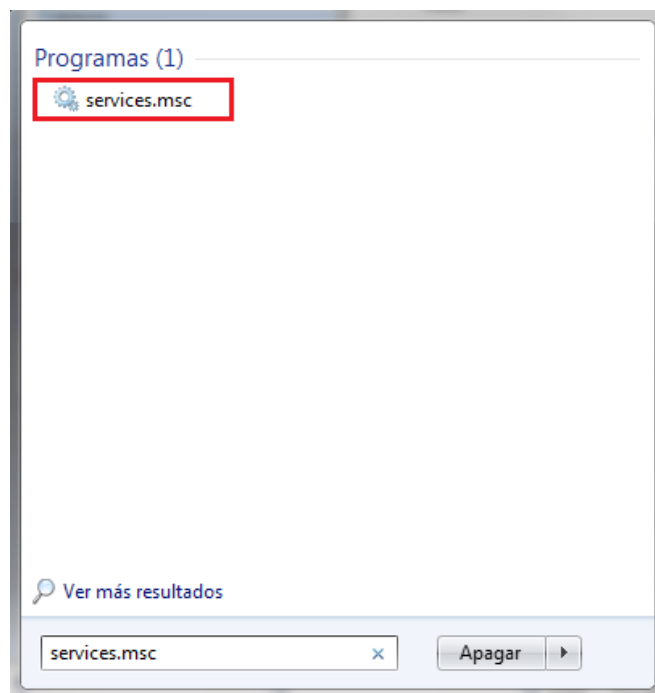 Programas (1)
services.msc
Ver más resultados
services.msc
Apagar